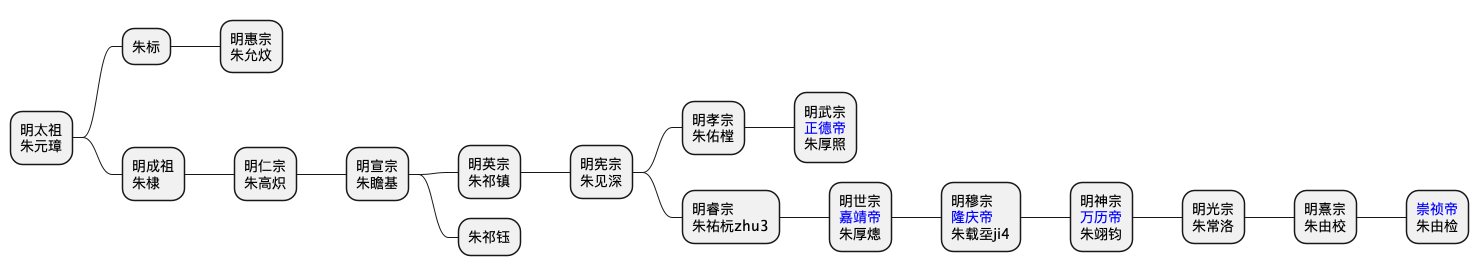 明太祖
朱元璋
朱标
明惠宗
朱允炆
明成祖
朱棣
明仁宗
朱高炽
明宣宗
朱瞻基
明英宗
朱祁镇
朱祁钰
明宪宗
朱见深
明孝宗
朱佑樘
明武宗
正德帝
朱厚照
明睿宗
朱祐杬zhu3
明世宗
嘉靖帝
朱厚熜
明穆宗
隆庆帝
朱载坖ji4
明神宗
万历帝
朱翊钧
明光宗
朱常洛
明熹宗
朱由校
崇祯帝
朱由检